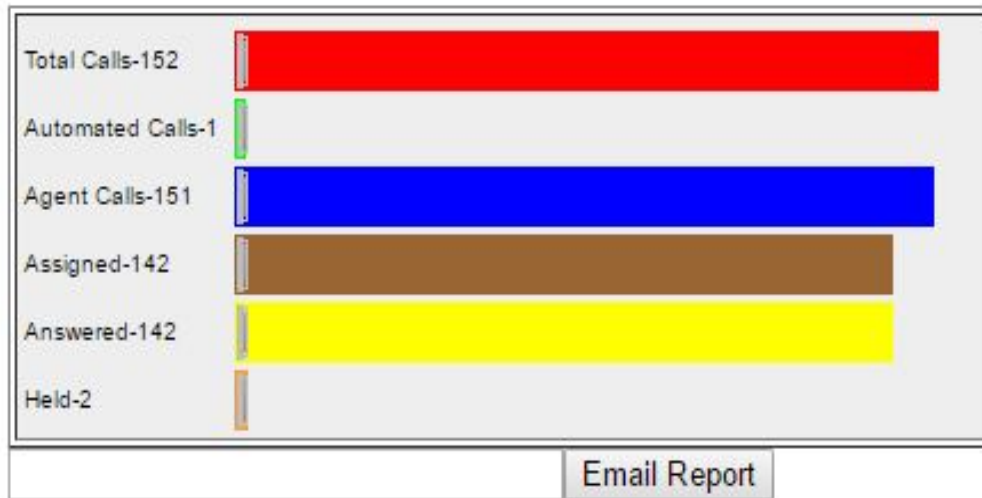 Total Calls-152
Automated Calls-1
Agent Calls-151
Assigned-142
Answered-142
Held-2
Email Report